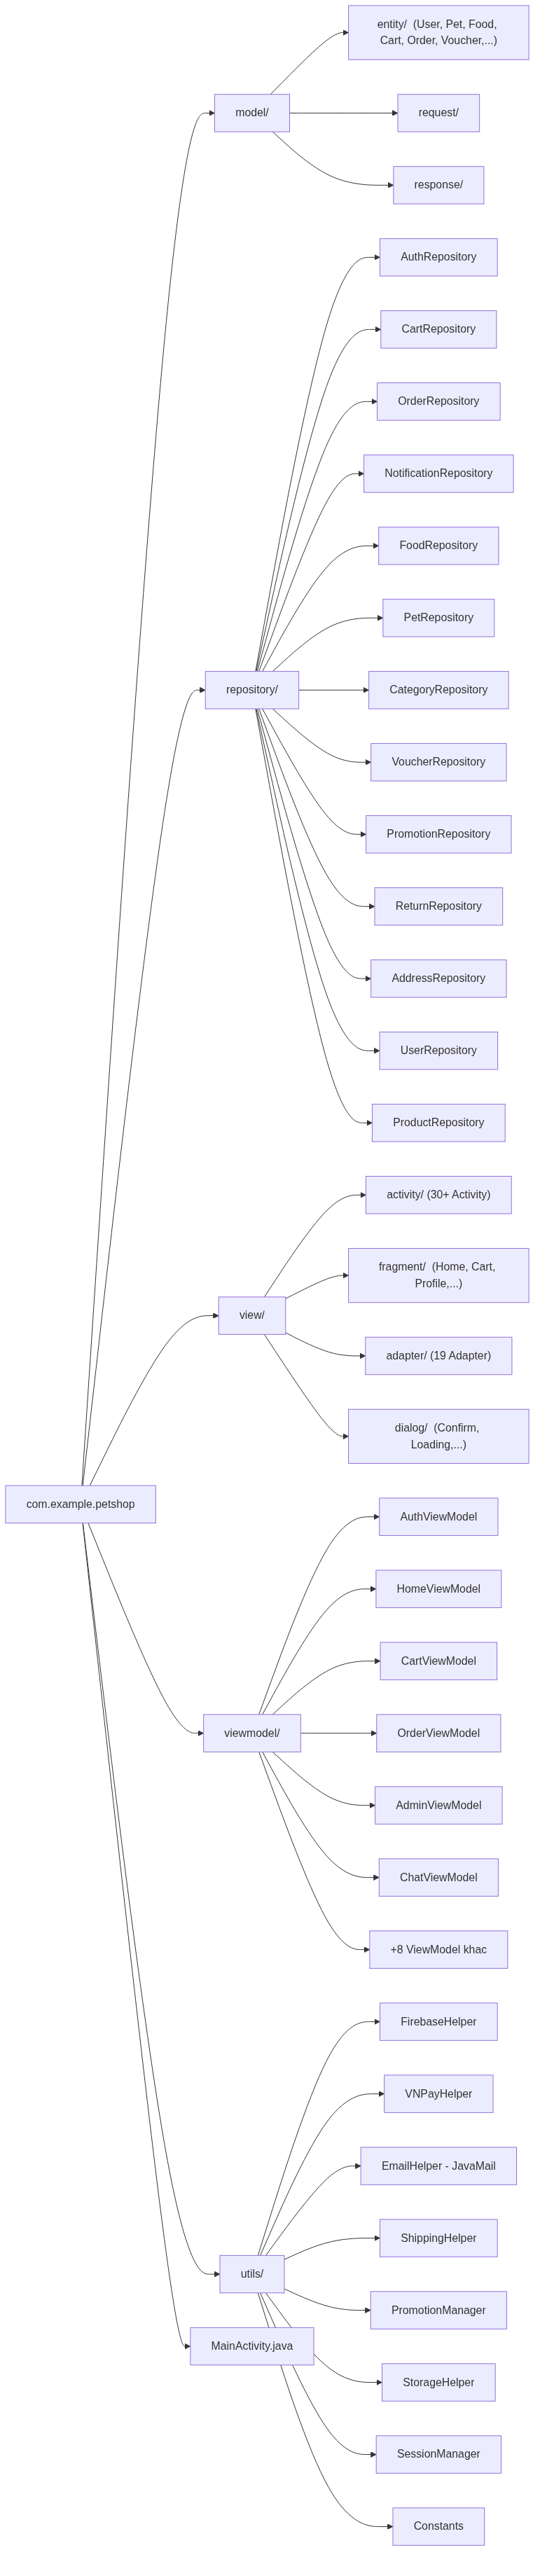 entity/ (User, Pet, Food,
Cart, Order, Voucher,...)
model/
request/
response/
AuthRepository
CartRepository
OrderRepository
NotificationRepository
FoodRepository
PetRepository
repository/
CategoryRepository
VoucherRepository
PromotionRepository
ReturnRepository
AddressRepository
UserRepository
ProductRepository
activity/ (30+ Activity)
fragment/ (Home, Cart,
Profile,...)
view/
adapter/ (19 Adapter)
dialog/ (Confirm,
Loading,...)
com.example.petshop
AuthViewModel
HomeViewModel
CartViewModel
viewmodel/
OrderViewModel
AdminViewModel
ChatViewModel
+8 ViewModel khac
FirebaseHelper
VNPayHelper
EmailHelper - JavaMail
ShippingHelper
utils/
PromotionManager
MainActivity.java
StorageHelper
SessionManager
Constants